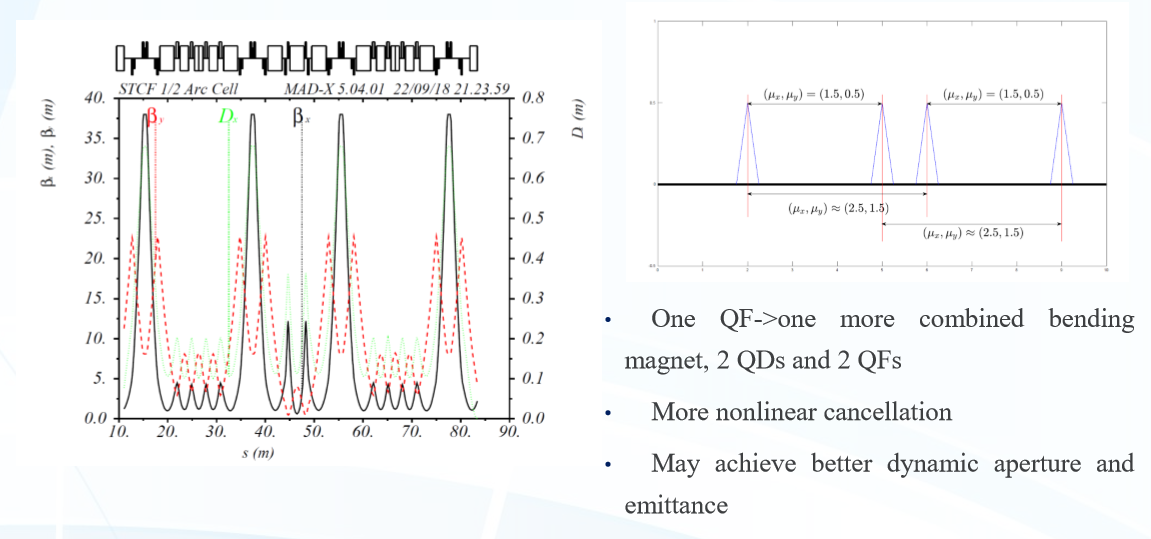 STCF 1/2 Arc Cell MAD-X 5.04.01 22/09/18 21.23.59
β y D x β x
40. 0.8
35. 0.7
30. 0.6
25. 0.5
20. 0.4
15. 0.3
10. 0.2
5. 0.1
0.0 0.0
10. 20. 30. 40. 50. 60. 70. 80. 90.
s (m)
β (m), β (m)
D (m)
(μx, μy) = (1.5, 0.5) (μx, μy) = (1.5, 0.5)
(μx, μy) ≈ (2.5, 1.5)
(μx, μy) ≈ (2.5, 1.5)
• One QF->one more combined bending
magnet, 2 QDs and 2 QFs
• More nonlinear cancellation
• May achieve better dynamic aperture and
emittance